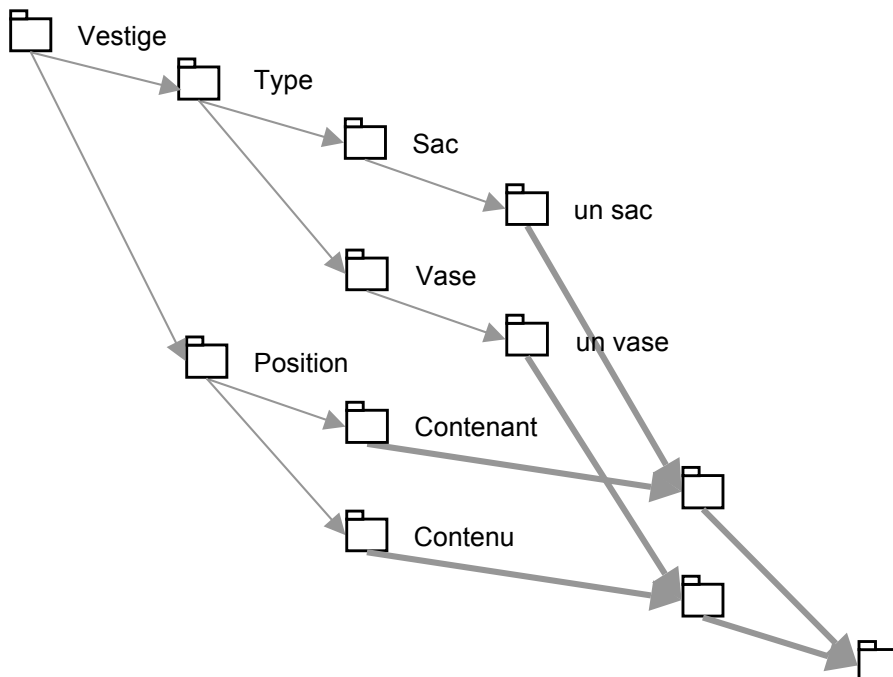 Vestige
Type
Sac
un sac
Vase
un vase
Position
Contenant
Contenu